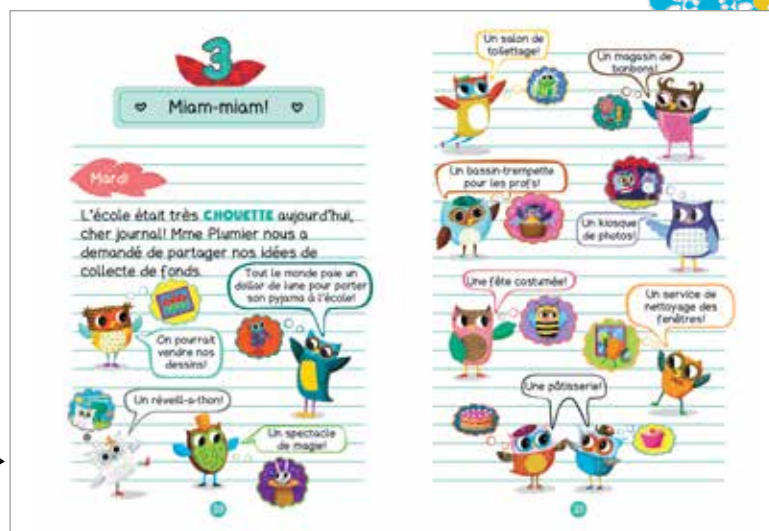 3
Miam-miam!
Mardi
L'école était très CHOUETTE aujourd'hui,
cher journal! Mme Plumier nous a
demandé de partager nos idées de
collecte de fonds.
Tout le monde paie un
dollar de lune pour porter
son pyjama à l'école!
On pourrait
vendre nos
dessins!
Un réveill-a-thon!
Un spectacle
de magie!
20
Un salon de
toilettage!
Un magasin de
bonbons!
Un bassin-trempette
pour les profs!
Un kiosque
de photos!
Une fête costumée!
Un service de
nettoyage des
fenêtres!
Une pâtisserie!
21